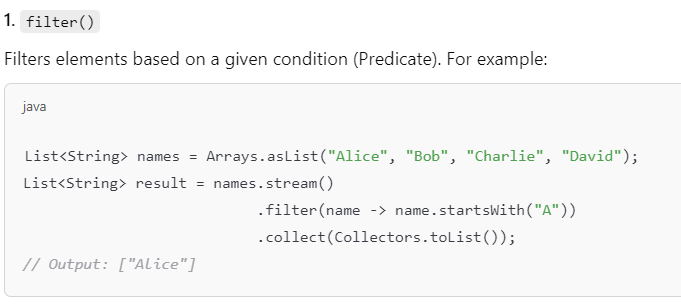 1. filter()
Filters elements based on a given condition (Predicate). For example:
java
List<String> names = Arrays.asList("Alice", "Bob", "Charlie", "David");
List<String> result = names.stream()
                           .filter(name -> name.startsWith("A"))
                           .collect(Collectors.toList());
// Output: ["Alice"]